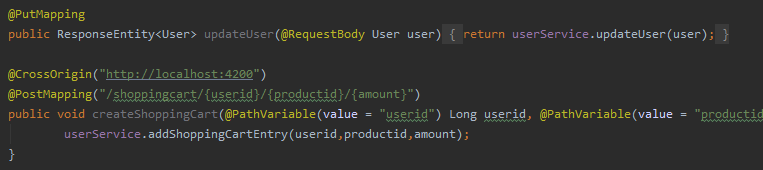 @PutMapping
public ResponseEntity<User> updateUser(@RequestBody User user) { return userService.updateUser(user); }
@CrossOrigin("http://localhost:4200")
@PostMapping("/shoppingcart/{userid}/{productid}/{amount}")
public void createShoppingCart(@PathVariable(value = "userid") Long userid, @PathVariable(value = "productid
userService.addShoppingCartEntry(userid,productid,amount);
}